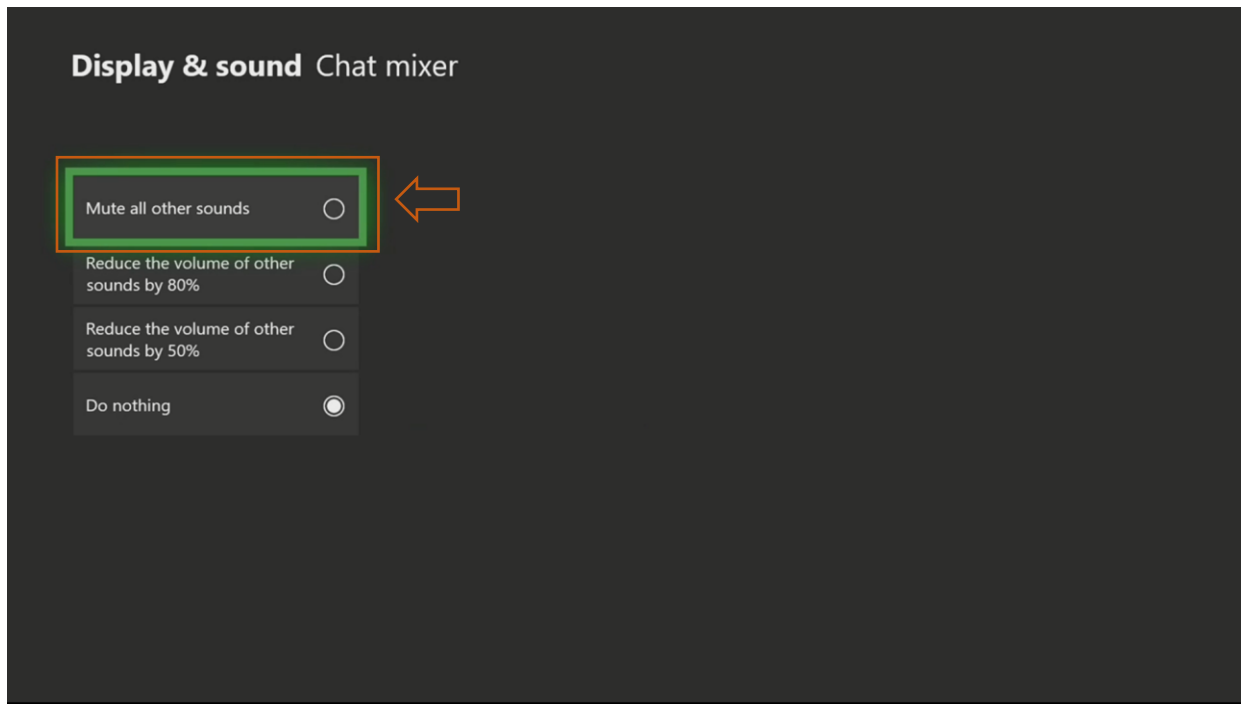 Display & sound Chat mixer
Mute all other sounds
Reduce the volume of other
sounds by 80%
Reduce the volume of other
sounds by 50%
Do nothing